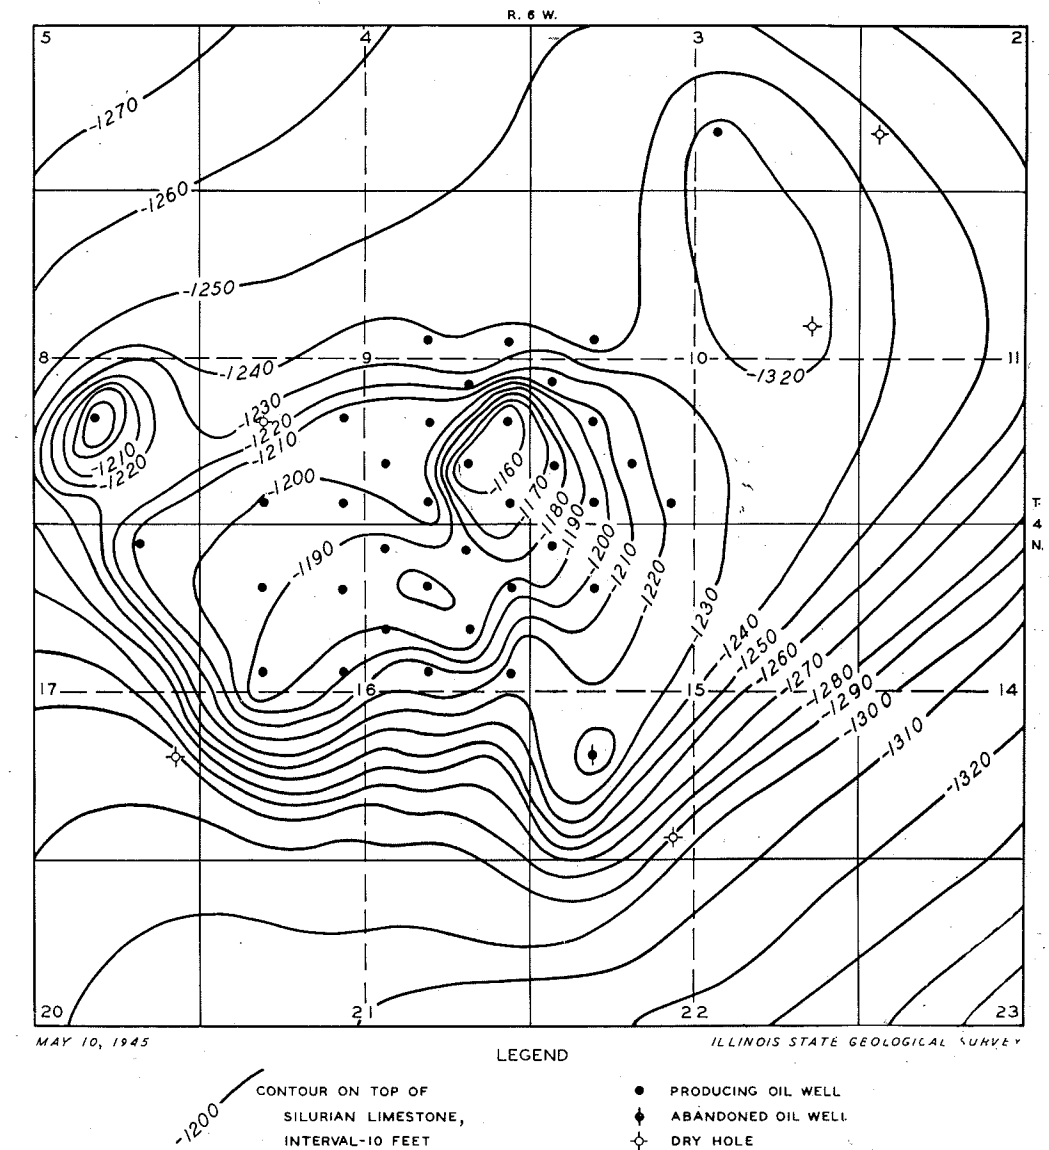 R. 6 W.
5 4 3 2
-1270
-1260
-1250
8 -1240 9 10 11
-1320
-1230
-1220
-1210
-1210
-1220
-1200
-1160
-1170
-1180
-1190
-1200
-1210
-1220
-1230
T.
4
N.
-1190
-1240
-1250
-1260
-1270
-1280
-1290
-1300
-1310
-1320
17 16 15 14
20 21 22 23
MAY 10, 1945 ILLINOIS STATE GEOLOGICAL SURVEY
LEGEND
-1200
CONTOUR ON TOP OF
SILURIAN LIMESTONE,
INTERVAL-10 FEET
PRODUCING OIL WELL
ABANDONED OIL WELL
DRY HOLE